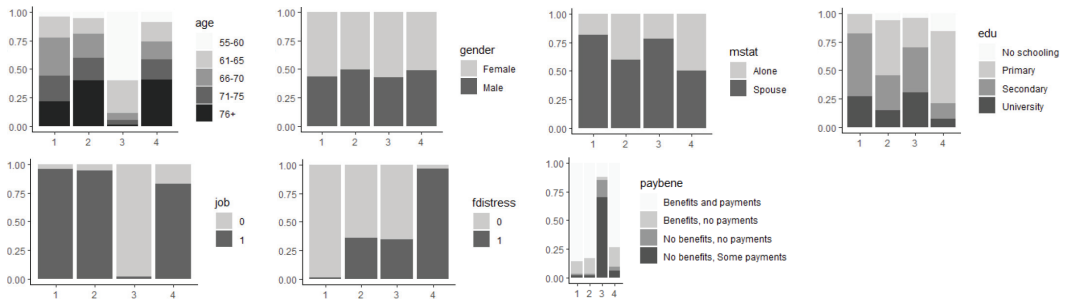 age
1.00
0.75
0.50
0.25
0.00
1 2 3 4
55-60
61-65
66-70
71-75
76+
gender
1.00
0.75
0.50
0.25
0.00
1 2 3 4
Female
Male
mstat
1.00
0.75
0.50
0.25
0.00
1 2 3 4
Alone
Spouse
edu
1.00
0.75
0.50
0.25
0.00
1 2 3 4
No schooling
Primary
Secondary
University
job
1.00
0.75
0.50
0.25
0.00
1 2 3 4
0
1
fdistress
1.00
0.75
0.50
0.25
0.00
1 2 3 4
0
1
paybene
1.00
0.75
0.50
0.25
0.00
1 2 3 4
Benefits and payments
Benefits, no payments
No benefits, no payments
No benefits, Some payments